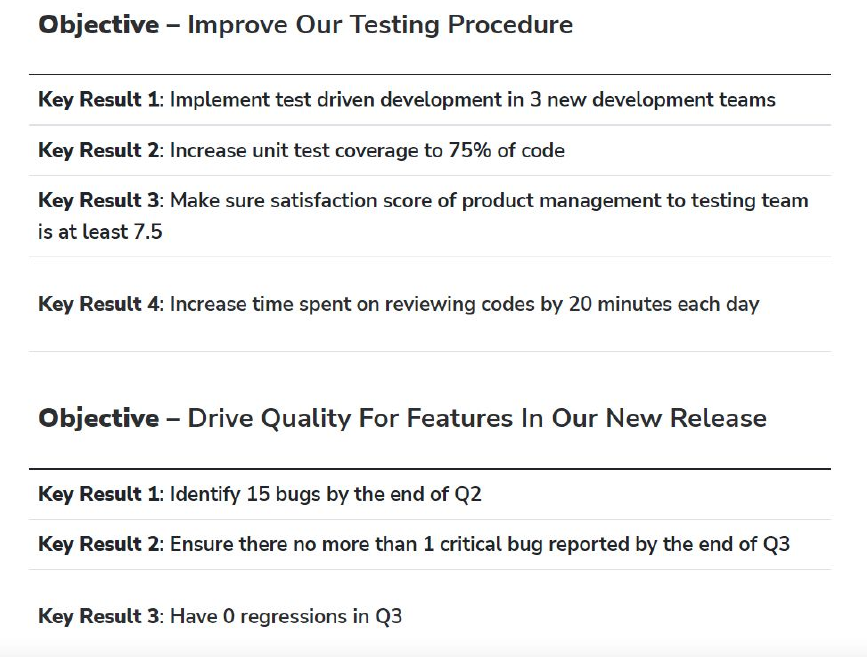 Objective – Improve Our Testing Procedure
Key Result 1: Implement test driven development in 3 new development teams
Key Result 2: Increase unit test coverage to 75% of code
Key Result 3: Make sure satisfaction score of product management to testing team
is at least 7.5
Key Result 4: Increase time spent on reviewing codes by 20 minutes each day
Objective – Drive Quality For Features In Our New Release
Key Result 1: Identify 15 bugs by the end of Q2
Key Result 2: Ensure there no more than 1 critical bug reported by the end of Q3
Key Result 3: Have 0 regressions in Q3